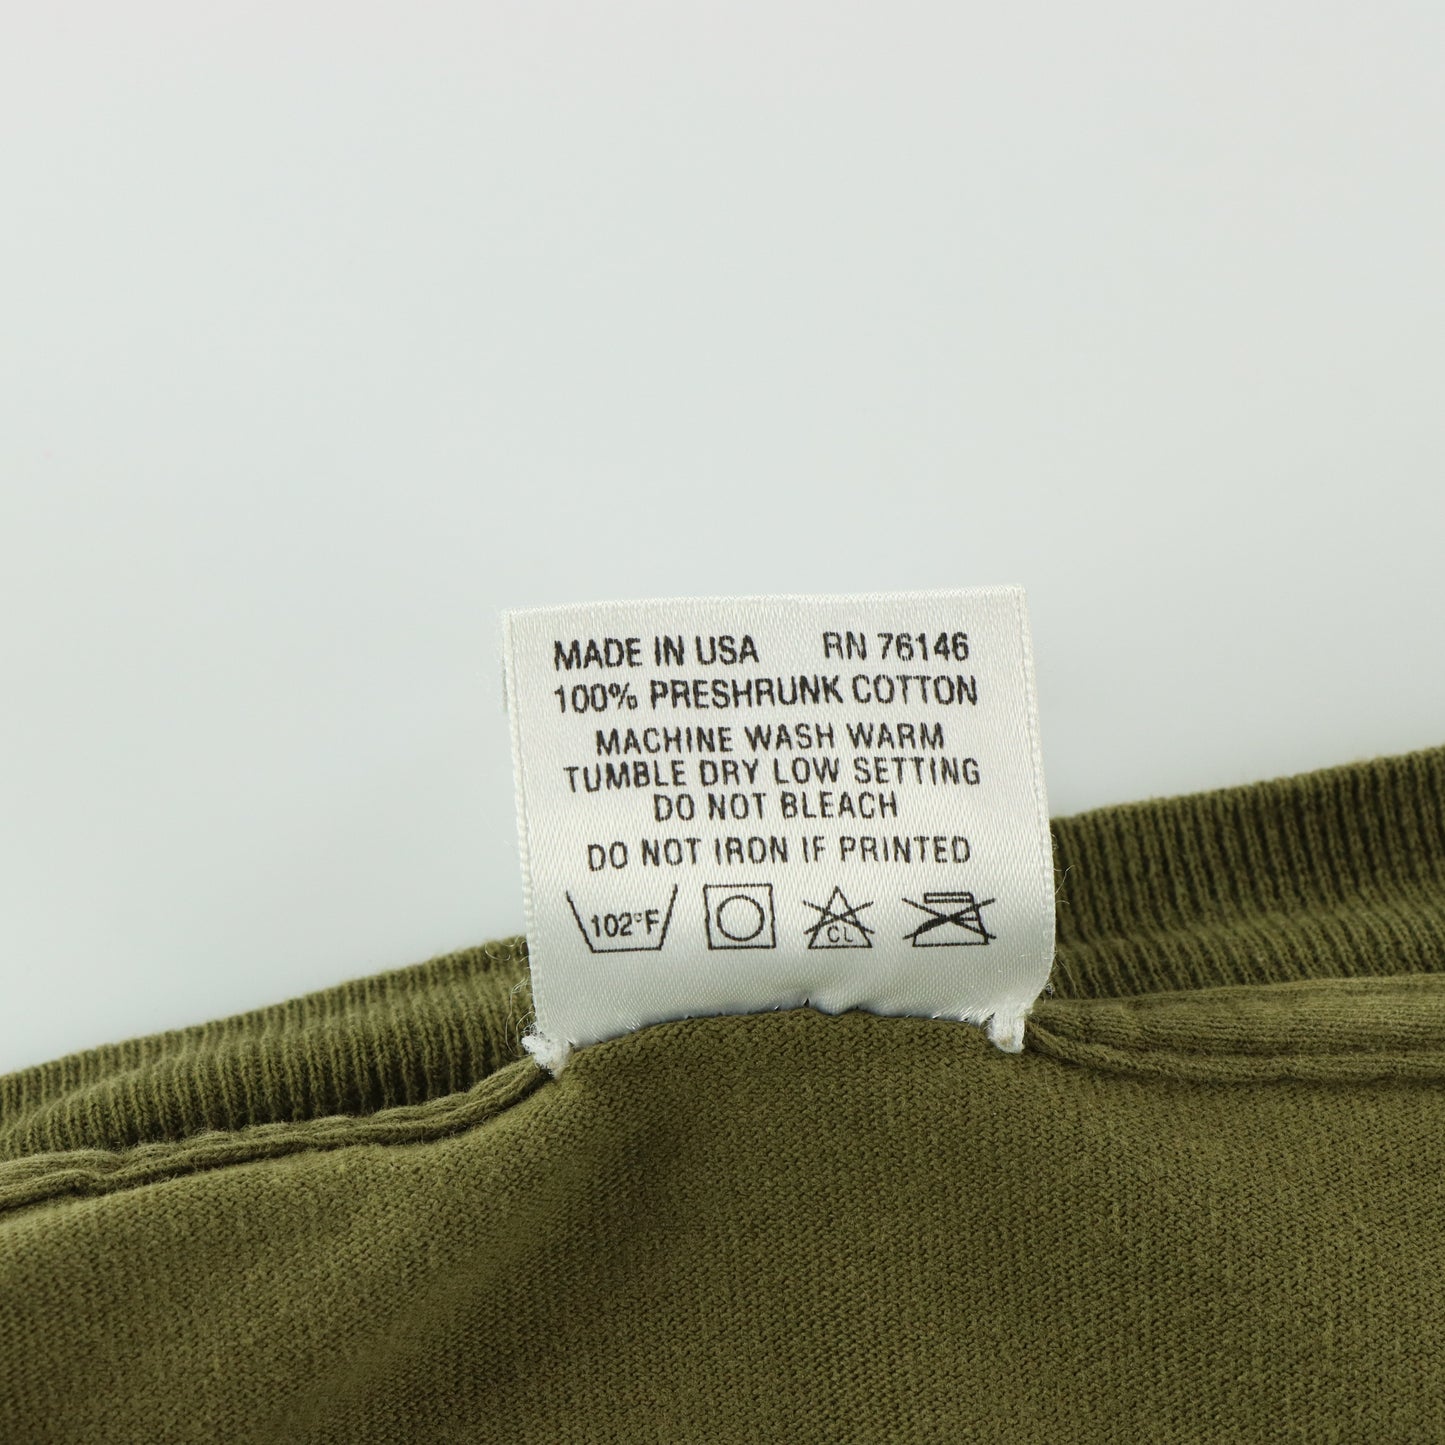 MADE IN USA RN 76146
100% PRESHRUNK COTTON
MACHINE WASH WARM
TUMBLE DRY LOW SETTING
DO NOT BLEACH
DO NOT IRON IF PRINTED
102°F CL